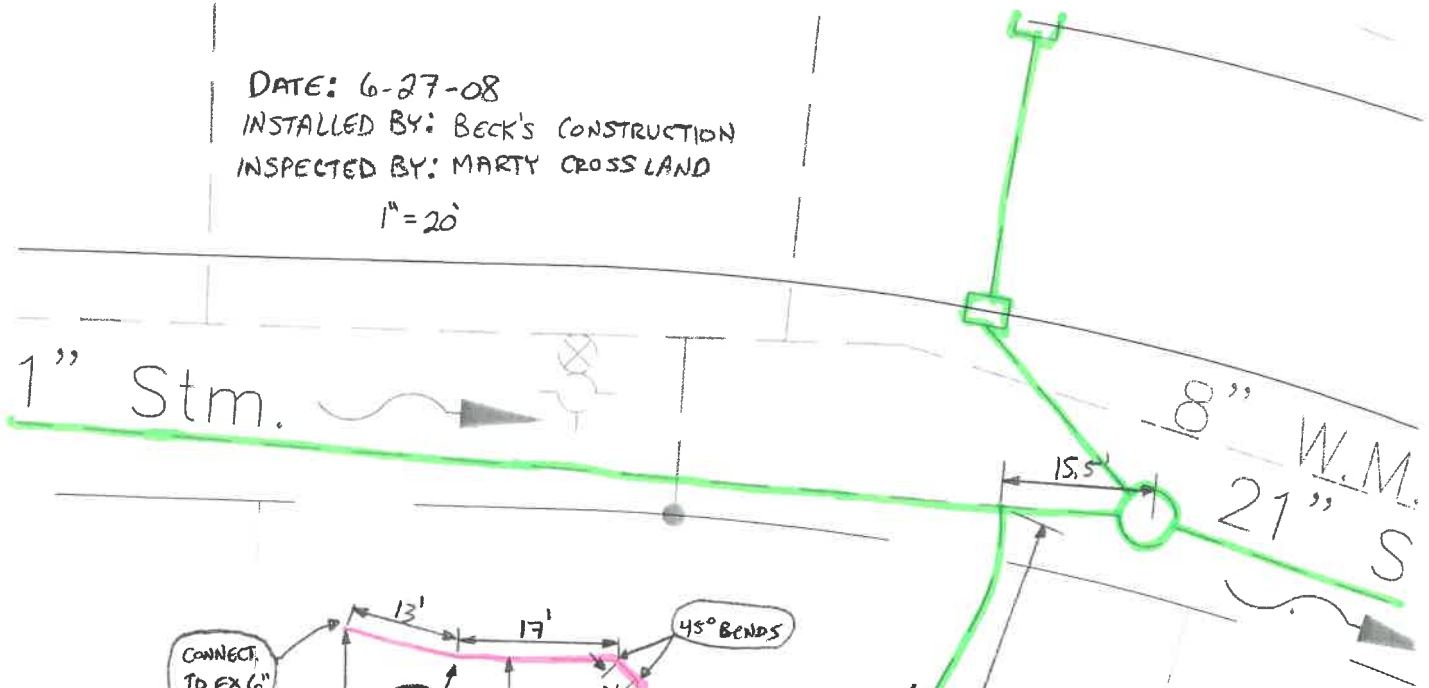 DATE: 6-27-08
INSTALLED BY: BECK'S CONSTRUCTION
INSPECTED BY: MARTY CROSSLAND
1"=20'
1" Stm.
8" W.M.
15.5'
21" S
13'
17'
45° BENDS
CONNECT
TO EX 6"